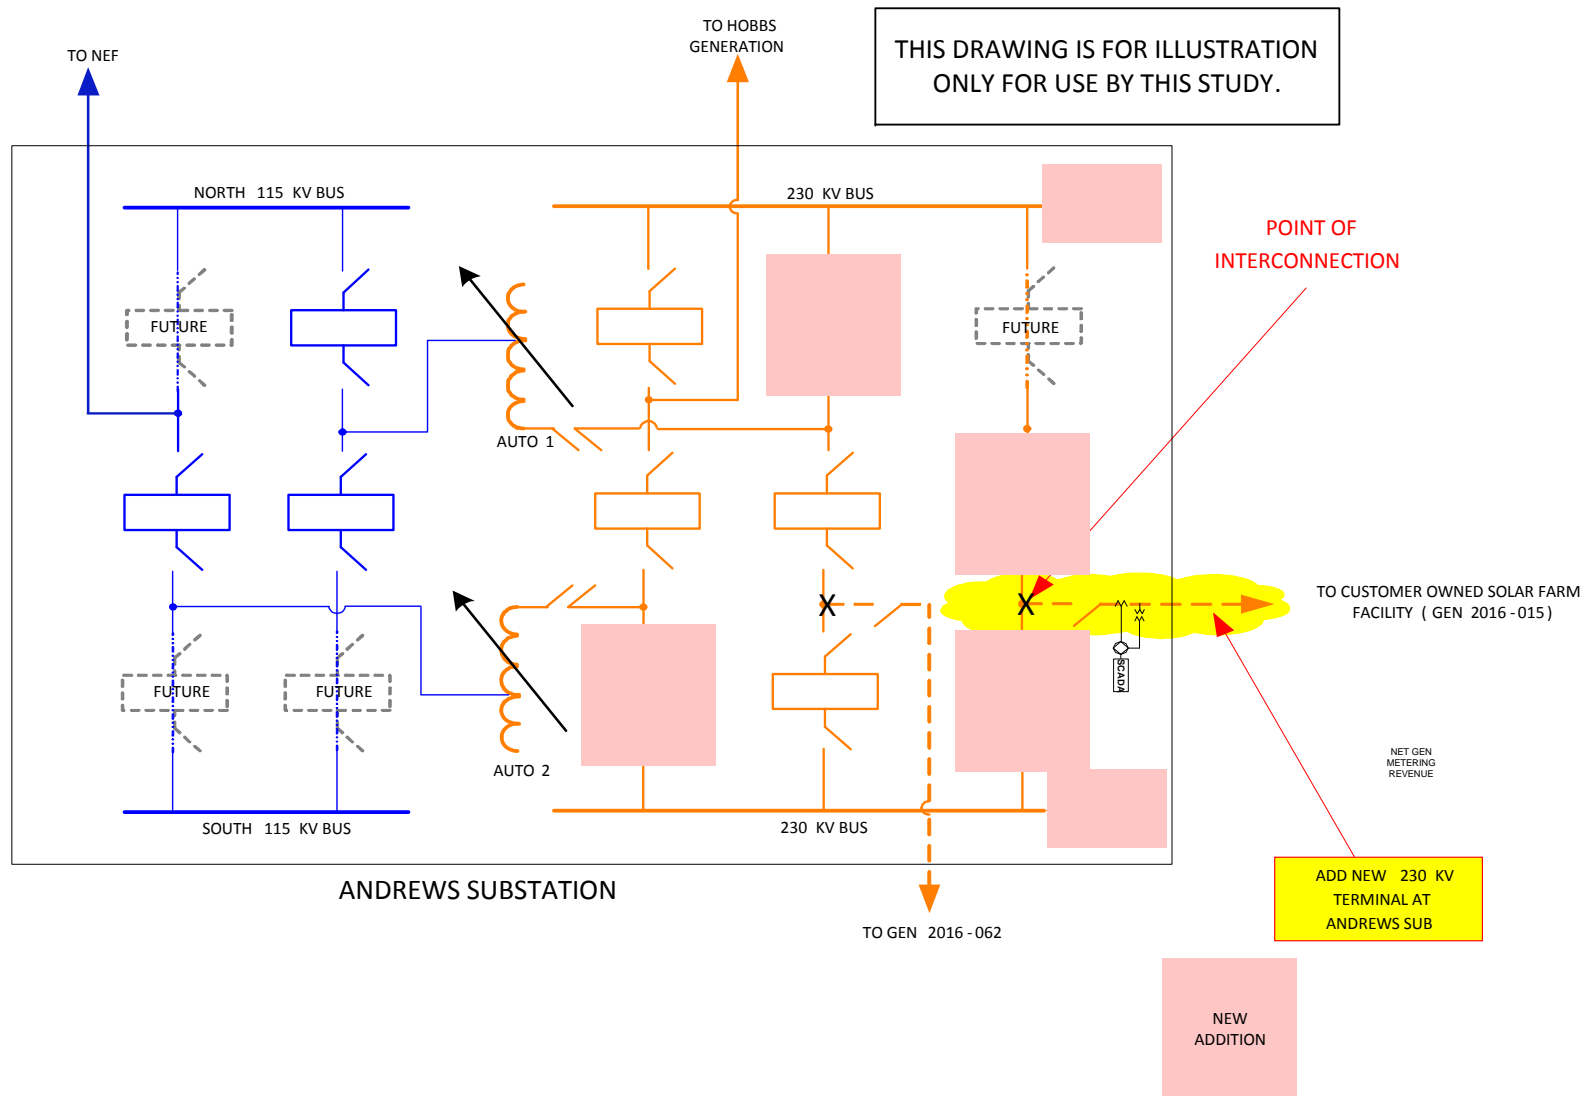 TO NEF
TO HOBBS
GENERATION
THIS DRAWING IS FOR ILLUSTRATION
ONLY FOR USE BY THIS STUDY.
NORTH 115 KV BUS
230 KV BUS
POINT OF
INTERCONNECTION
FUTURE
FUTURE
AUTO 1
X
X
TO CUSTOMER OWNED SOLAR FARM
FACILITY ( GEN 2016-015)
SCADA
FUTURE
FUTURE
AUTO 2
NET GEN
METERING
REVENUE
SOUTH 115 KV BUS
230 KV BUS
ANDREWS SUBSTATION
ADD NEW 230 KV
TERMINAL AT
ANDREWS SUB
TO GEN 2016-062
NEW
ADDITION